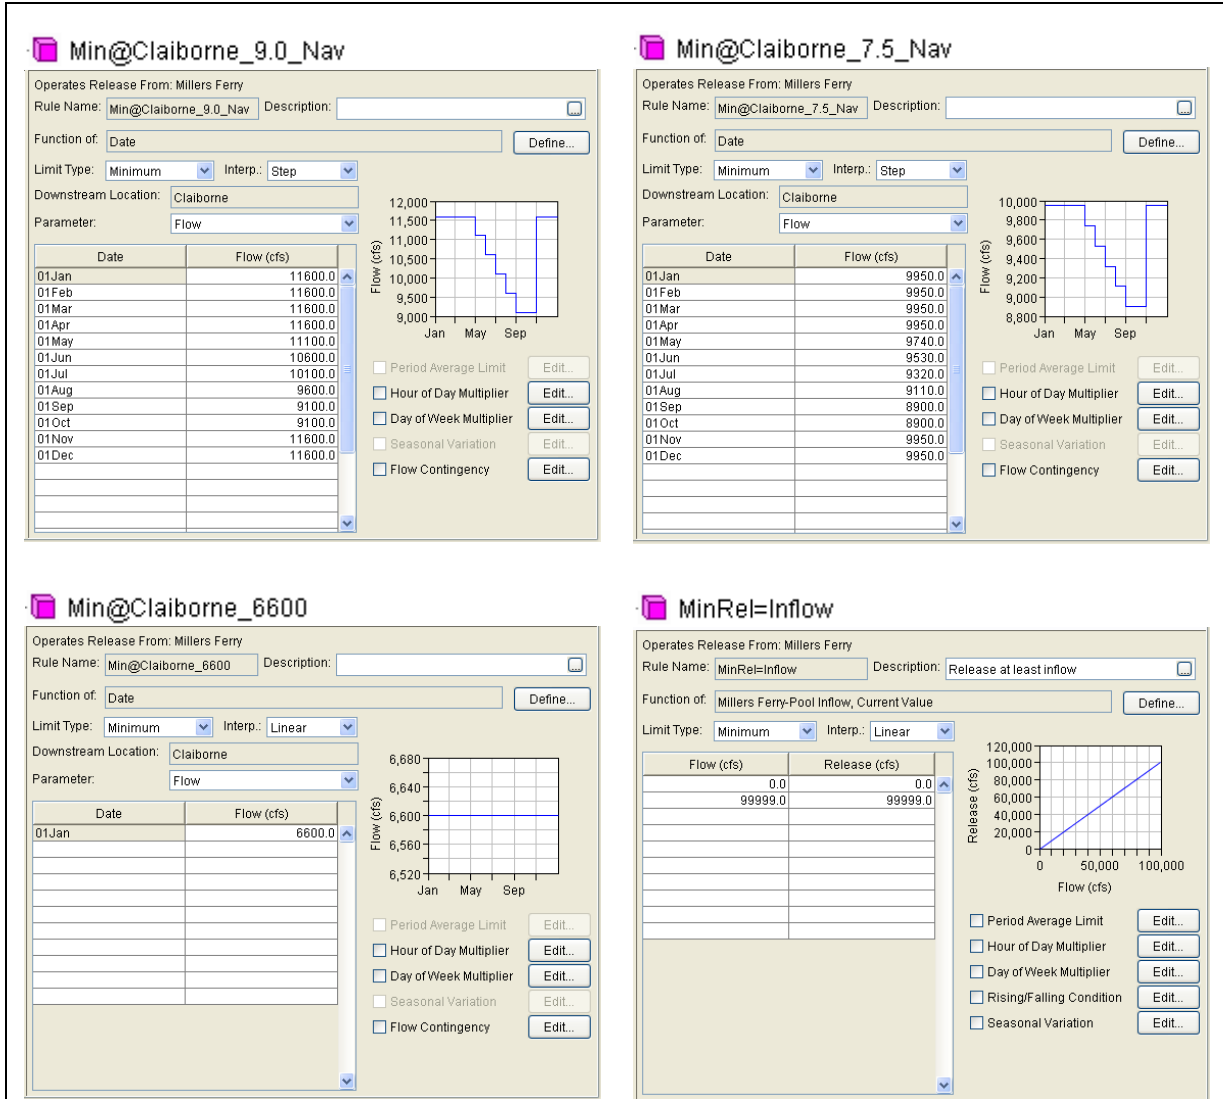 Min@Claiborne_9.0_Nav
Operates Release From: Millers Ferry
Rule Name: Min@Claiborne_9.0_Nav Description: ...
Function of: Date Define...
Limit Type: Minimum Interp.: Step
Downstream Location: Claiborne
Parameter: Flow
Date Flow (cfs)
01Jan 11600.0
01Feb 11600.0
01Mar 11600.0
01Apr 11600.0
01May 11100.0
01Jun 10600.0
01Jul 10100.0
01Aug 9600.0
01Sep 9100.0
01Oct 9100.0
01Nov 11600.0
01Dec 11600.0
12,000
11,500
11,000
10,500
10,000
9,500
9,000
Flow (cfs)
Jan May Sep
Period Average Limit Edit...
Hour of Day Multiplier Edit...
Day of Week Multiplier Edit...
Seasonal Variation Edit...
Flow Contingency Edit...
Min@Claiborne_7.5_Nav
Operates Release From: Millers Ferry
Rule Name: Min@Claiborne_7.5_Nav Description: ...
Function of: Date Define...
Limit Type: Minimum Interp.: Step
Downstream Location: Claiborne
Parameter: Flow
Date Flow (cfs)
01Jan 9950.0
01Feb 9950.0
01Mar 9950.0
01Apr 9950.0
01May 9740.0
01Jun 9530.0
01Jul 9320.0
01Aug 9110.0
01Sep 8900.0
01Oct 8900.0
01Nov 9950.0
01Dec 9950.0
10,000
9,800
9,600
9,400
9,200
9,000
8,800
Flow (cfs)
Jan May Sep
Period Average Limit Edit...
Hour of Day Multiplier Edit...
Day of Week Multiplier Edit...
Seasonal Variation Edit...
Flow Contingency Edit...
Min@Claiborne_6600
Operates Release From: Millers Ferry
Rule Name: Min@Claiborne_6600 Description: ...
Function of: Date Define...
Limit Type: Minimum Interp.: Linear
Downstream Location: Claiborne
Parameter: Flow
Date Flow (cfs)
01Jan 6600.0
6,680
6,640
6,600
6,560
6,520
Flow (cfs)
Jan May Sep
Period Average Limit Edit...
Hour of Day Multiplier Edit...
Day of Week Multiplier Edit...
Seasonal Variation Edit...
Flow Contingency Edit...
MinRel=Inflow
Operates Release From: Millers Ferry
Rule Name: MinRel=Inflow Description: Release at least inflow ...
Function of: Millers Ferry-Pool Inflow, Current Value Define...
Limit Type: Minimum Interp.: Linear
Flow (cfs) Release (cfs)
0.0 0.0
99999.0 99999.0
120,000
100,000
80,000
60,000
40,000
20,000
0
Release (cfs)
0 50,000 100,000
Flow (cfs)
Period Average Limit Edit...
Hour of Day Multiplier Edit...
Day of Week Multiplier Edit...
Rising/Falling Condition Edit...
Seasonal Variation Edit...